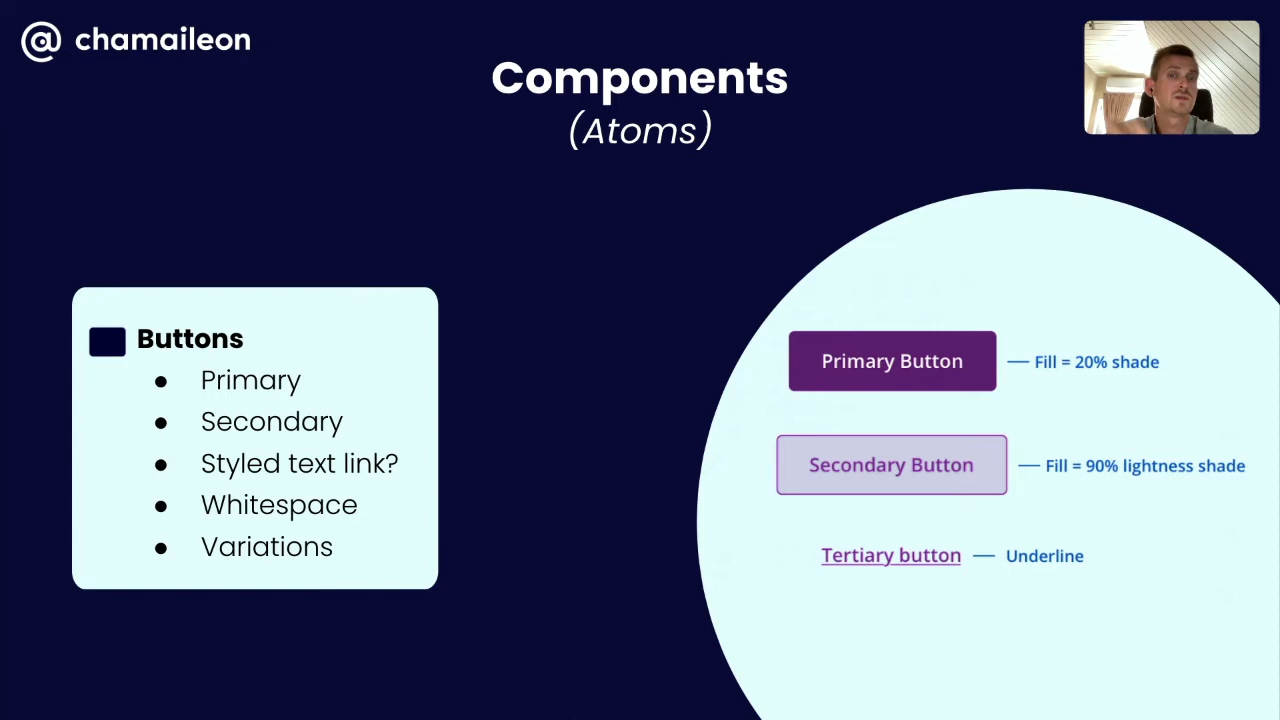 @ chamaileon
Components
(Atoms)
Buttons
● Primary
● Secondary
● Styled text link?
● Whitespace
● Variations
Primary Button — Fill = 20% shade
Secondary Button — Fill = 90% lightness shade
Tertiary button — Underline